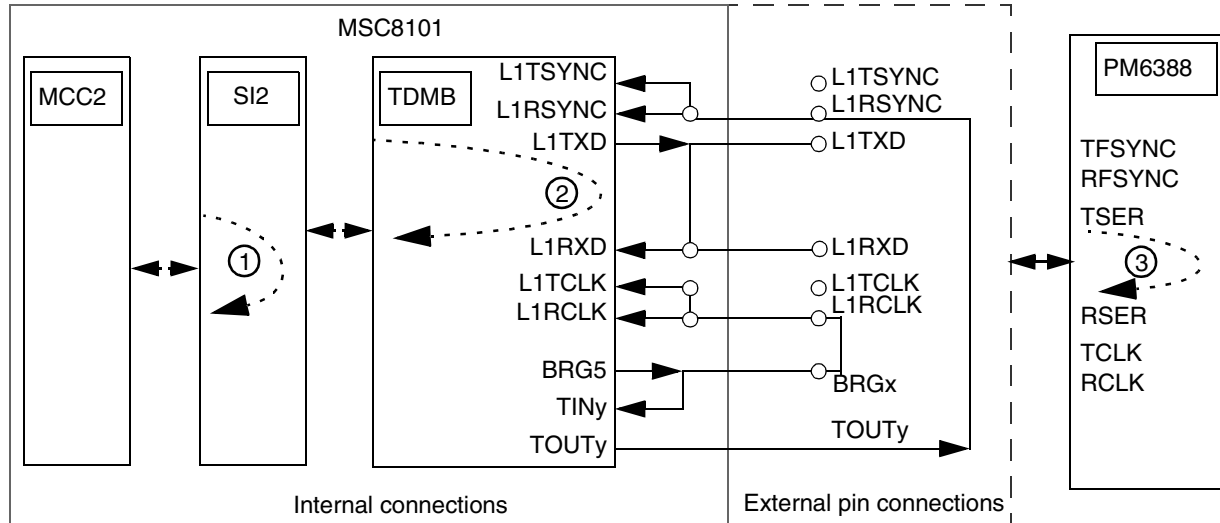 MSC8101
MCC2
SI2
TDMB
L1TSYNC
L1RSYNC
L1TXD
2
L1RXD
1
L1TCLK
L1RCLK
BRG5
TINy
TOUTy
Internal connections
L1TSYNC
L1RSYNC
L1TXD
L1RXD
L1TCLK
L1RCLK
BRGx
TOUTy
External pin connections
PM6388
TFSYNC
RFSYNC
TSER
3
RSER
TCLK
RCLK